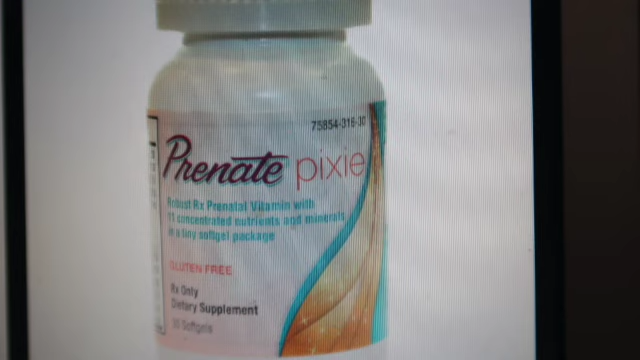 75854-316-30
Prenate pixie
Robust Rx Prenatal Vitamin with
11 concentrated nutrients and minerals
in a tiny softgel package
GLUTEN FREE
Rx Only
Dietary Supplement
30 Softgels